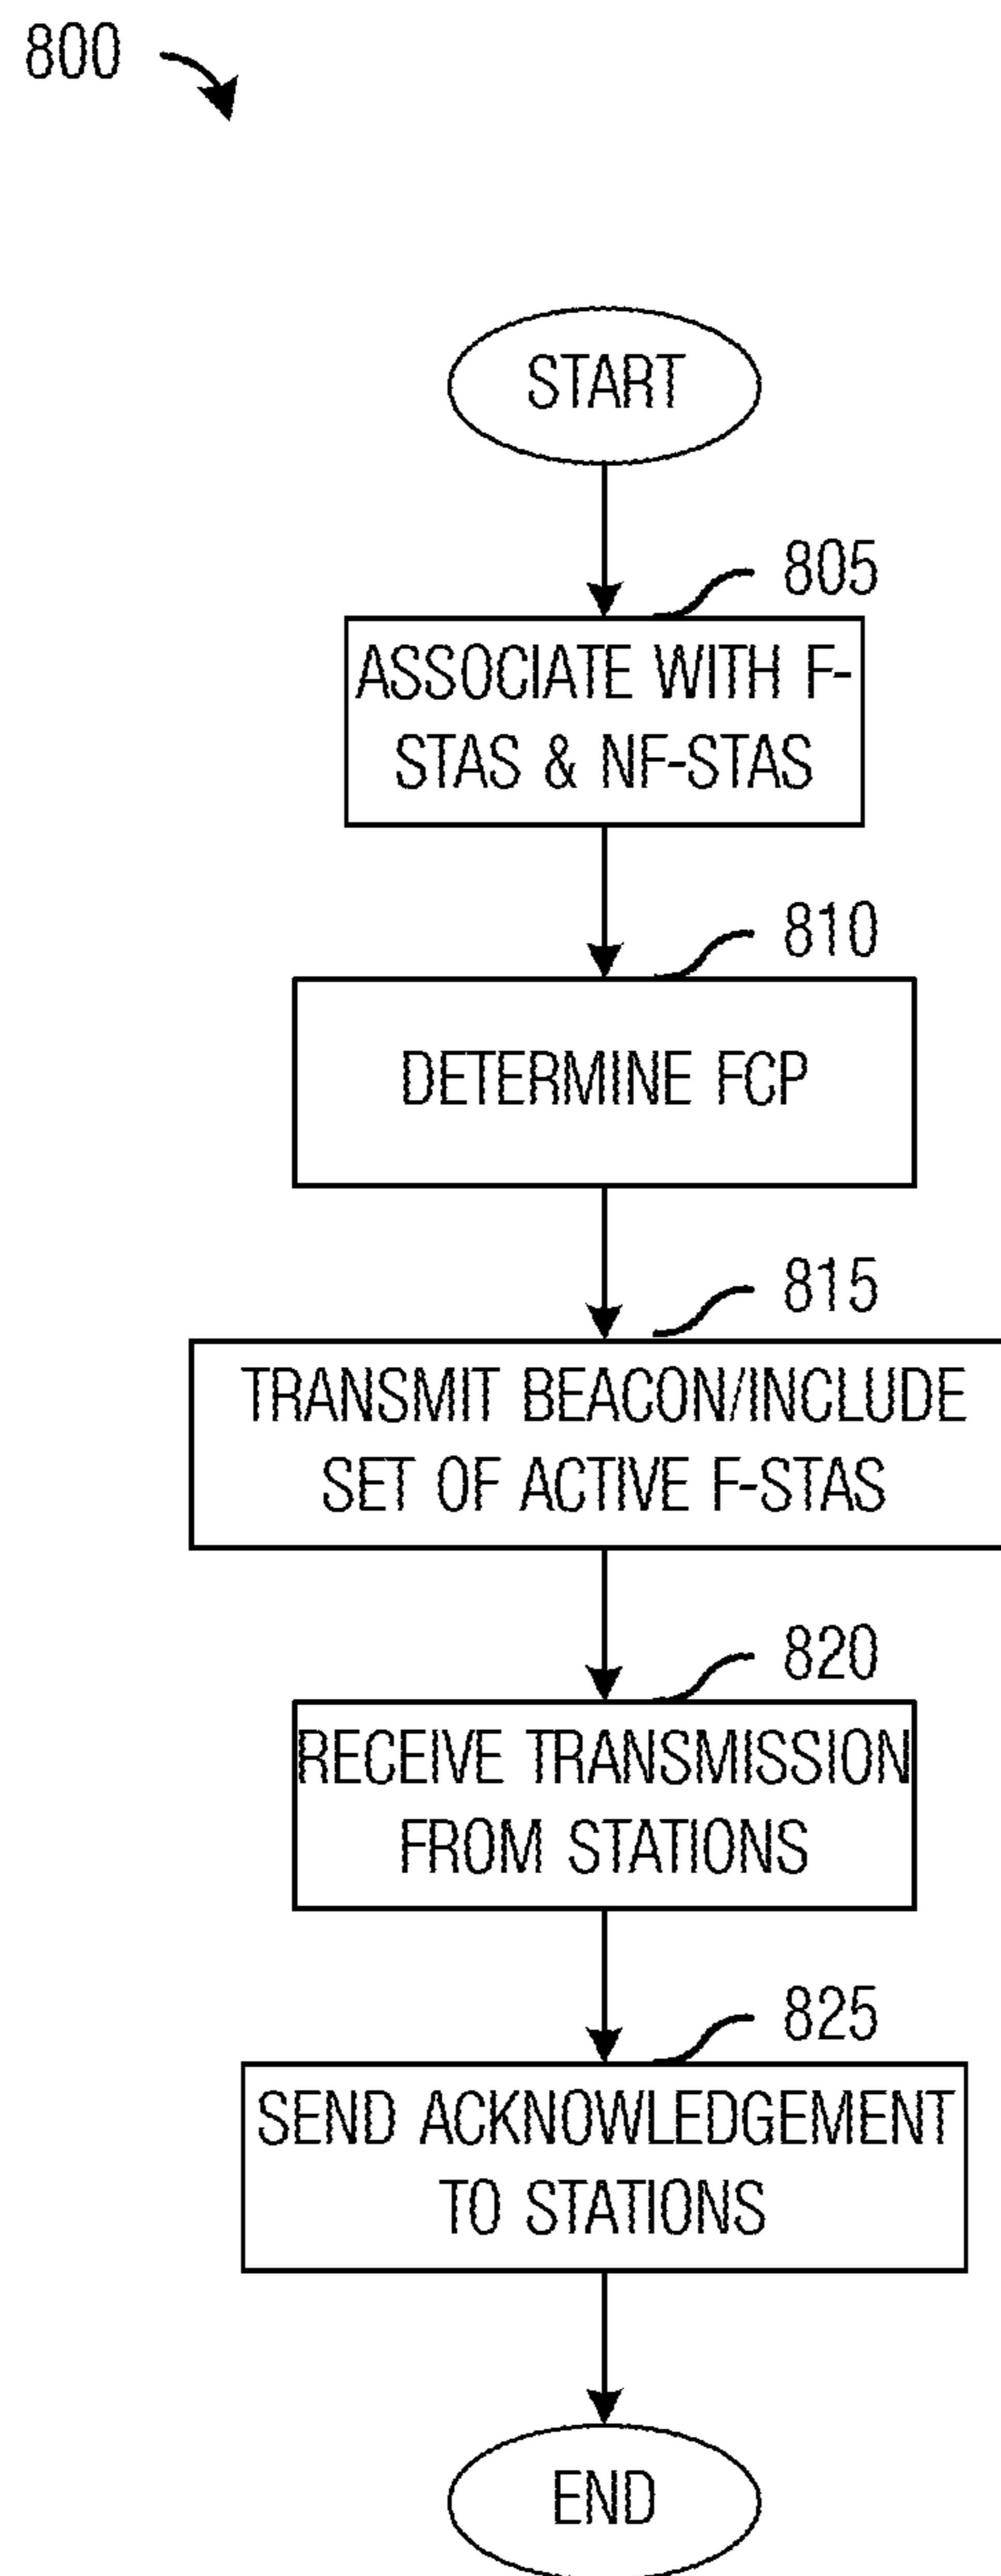 800
START
805
ASSOCIATE WITH F-
STAS & NF-STAS
810
DETERMINE FCP
815
TRANSMIT BEACON/INCLUDE
SET OF ACTIVE F-STAS
820
RECEIVE TRANSMISSION
FROM STATIONS
825
SEND ACKNOWLEDGEMENT
TO STATIONS
END